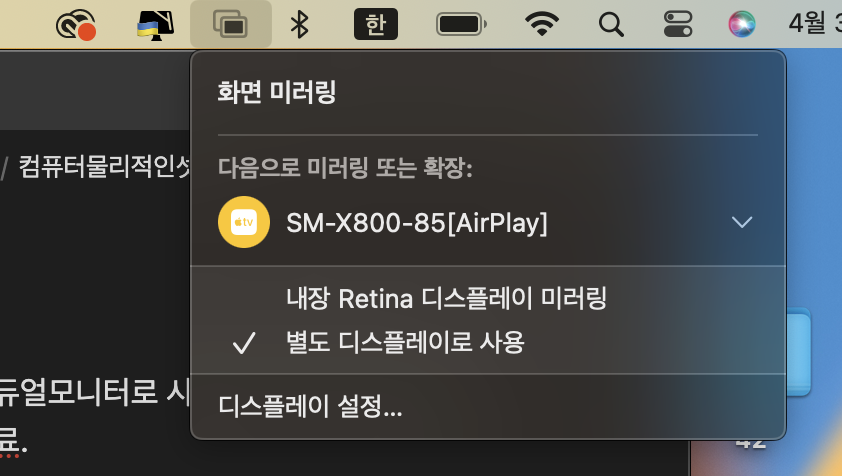 한
4월 3
화면 미러링
/ 컴퓨터물리적인
다음으로 미러링 또는 확장:
tv
SM-X800-85[AirPlay]
내장 Retina 디스플레이 미러링
✓ 별도 디스플레이로 사용
듀얼모니터로 시
디스플레이 설정...
료.
42